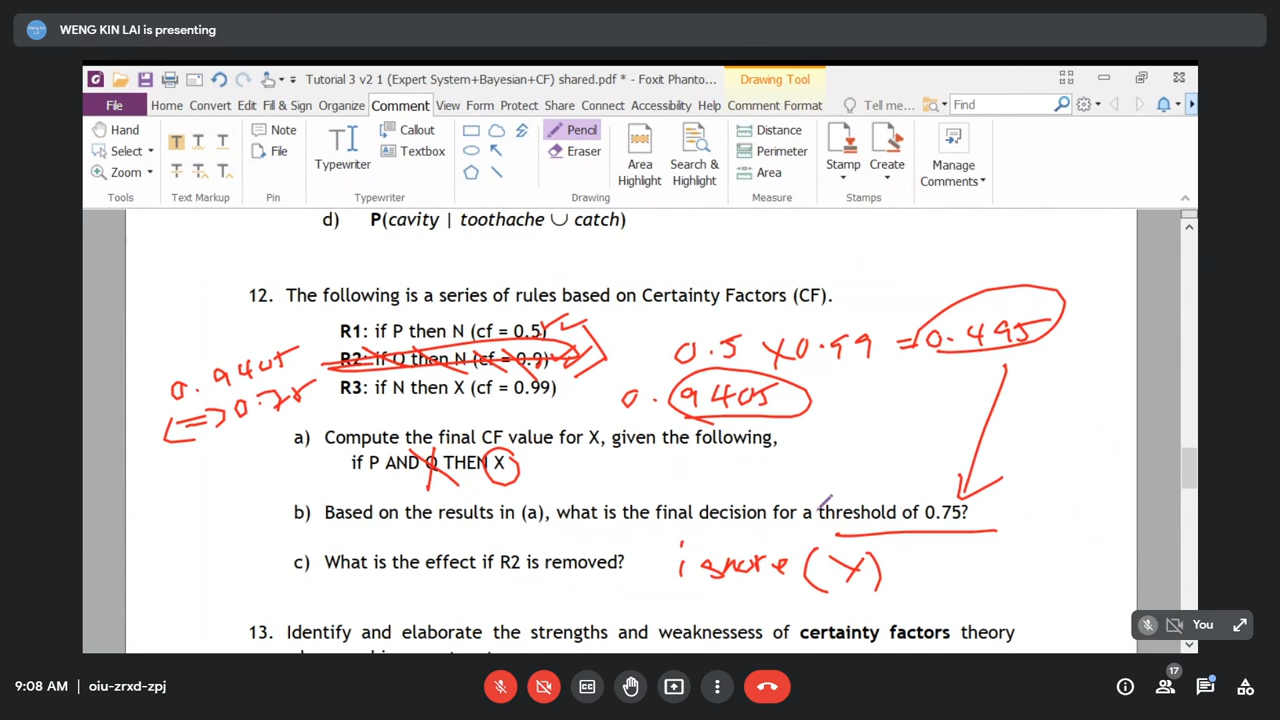 Weng Kin Lai
WENG KIN LAI is presenting
Tutorial 3 v2 1 (Expert System+Bayesian+CF) shared.pdf * - Foxit Phanto... Drawing Tool
File Home Convert Edit Fill & Sign Organize Comment View Form Protect Share Connect Accessibility Help Comment Format Tell me... Find
Hand Note Callout Pencil Distance
Select File Textbox Eraser Perimeter
Zoom Typewriter Area Highlight Search & Highlight Area Stamp Create Manage Comments
Tools Text Markup Pin Typewriter Drawing Measure Stamps
d) P(cavity | toothache ∪ catch)
12. The following is a series of rules based on Certainty Factors (CF).
R1: if P then N (cf = 0.5) 0.5 x 0.99 = 0.495
R2: if Q then N (cf = 0.9)
0.9405
R3: if N then X (cf = 0.99) 0.9405
<=> 0.75
a) Compute the final CF value for X, given the following,
if P AND Q THEN X
b) Based on the results in (a), what is the final decision for a threshold of 0.75?
c) What is the effect if R2 is removed? ignore (X)
13. Identify and elaborate the strengths and weaknessess of certainty factors theory
You
9:08 AM | oiu-zrxd-zpj
17